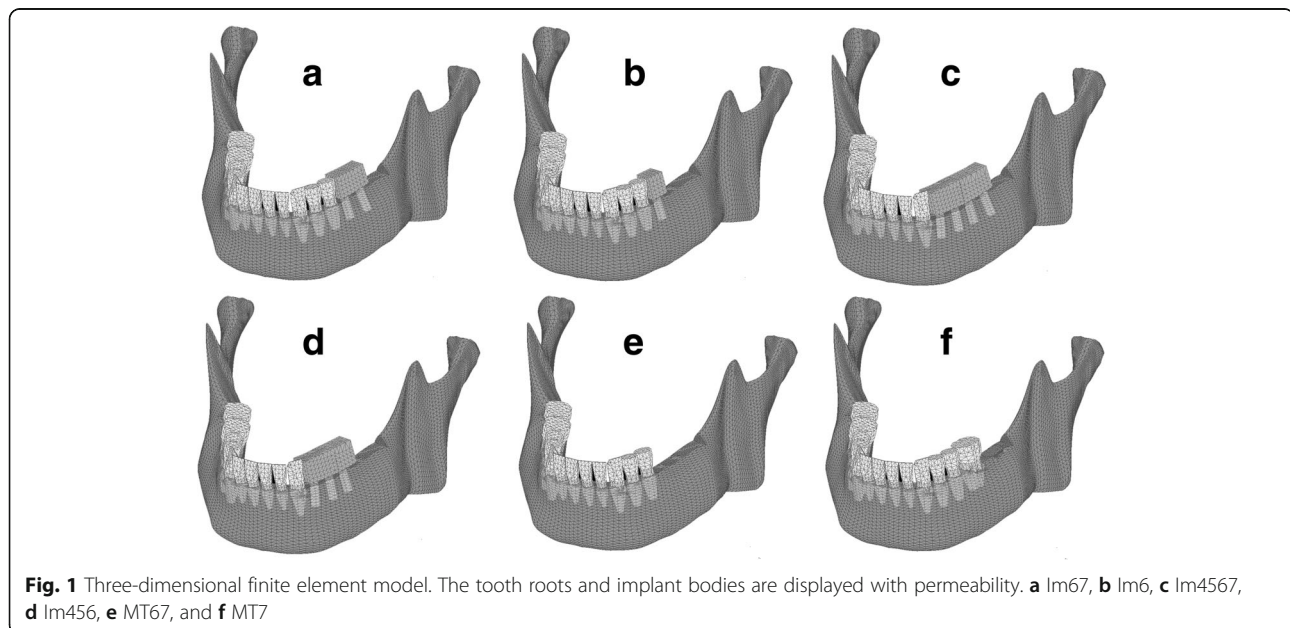 a
b
c
d
e
f
Fig. 1 Three-dimensional finite element model. The tooth roots and implant bodies are displayed with permeability. a Im67, b Im6, c Im4567,
d Im456, e MT67, and f MT7